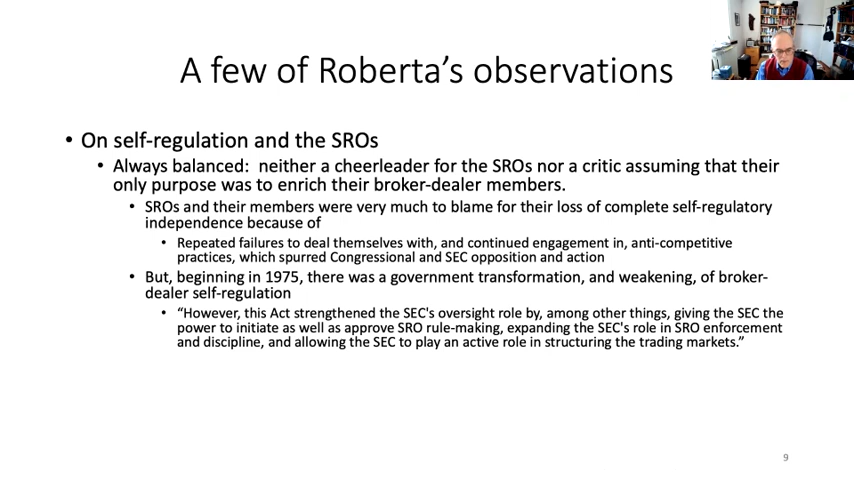 A few of Roberta’s observations
• On self-regulation and the SROs
• Always balanced: neither a cheerleader for the SROs nor a critic assuming that their
only purpose was to enrich their broker-dealer members.
• SROs and their members were very much to blame for their loss of complete self-regulatory
independence because of
• Repeated failures to deal themselves with, and continued engagement in, anti-competitive
practices, which spurred Congressional and SEC opposition and action
• But, beginning in 1975, there was a government transformation, and weakening, of broker-
dealer self-regulation
• “However, this Act strengthened the SEC's oversight role by, among other things, giving the SEC the
power to initiate as well as approve SRO rule-making, expanding the SEC's role in SRO enforcement
and discipline, and allowing the SEC to play an active role in structuring the trading markets.”
9